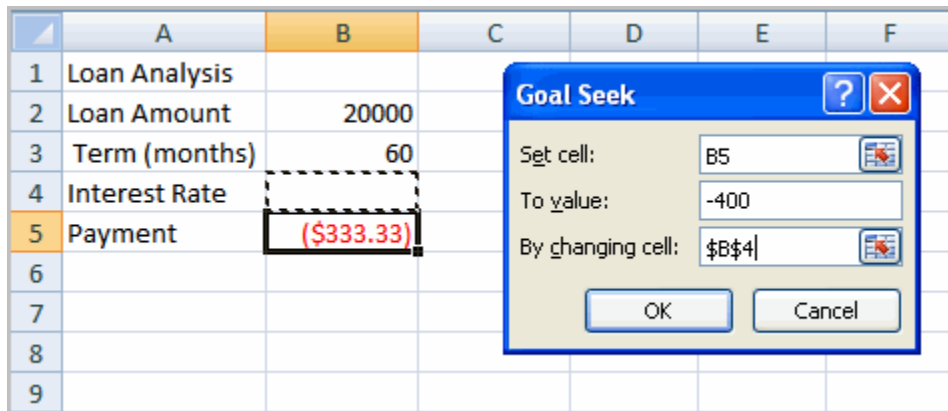 A B C D E F
1 Loan Analysis
2 Loan Amount 20000
3 Term (months) 60
4 Interest Rate
5 Payment ($333.33)
6
7
8
9
Goal Seek ?
Set cell: B5
To value: -400
By changing cell: $B$4
OK Cancel